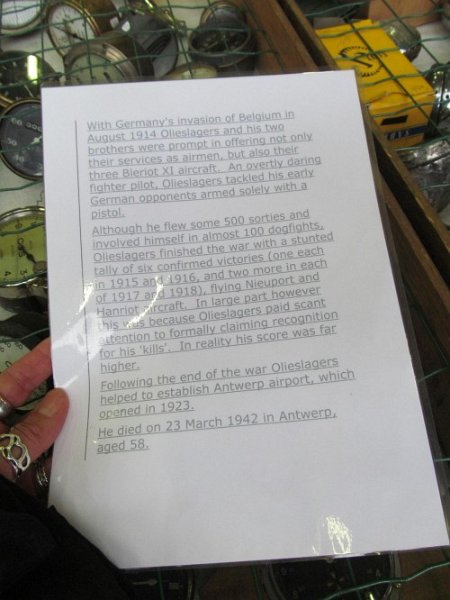 With Germany's invasion of Belgium in
August 1914 Olieslagers and his two
brothers were prompt in offering not only
their services as airmen, but also their
three Bleriot XI aircraft. An overtly daring
fighter pilot, Olieslagers tackled his early
German opponents armed solely with a
pistol.
Although he flew some 500 sorties and
involved himself in almost 100 dogfights,
Olieslagers finished the war with a stunted
tally of six confirmed victories (one each
in 1915 and 1916, and two more in each
of 1917 and 1918), flying Nieuport and
Hanriot aircraft. In large part however
this was because Olieslagers paid scant
attention to formally claiming recognition
for his 'kills'. In reality his score was far
higher.
Following the end of the war Olieslagers
helped to establish Antwerp airport, which
opened in 1923.
He died on 23 March 1942 in Antwerp,
aged 58.